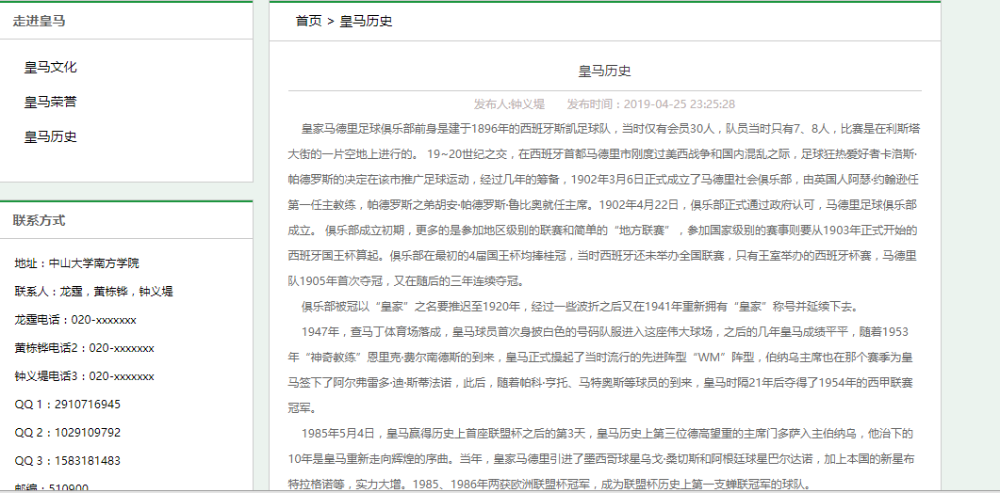 走进皇马
皇马文化
皇马荣誉
皇马历史
联系方式
地址：中山大学南方学院
联系人：龙霆，黄栋铧，钟义堤
龙霆电话：020-xxxxxxx
黄栋铧电话2：020-xxxxxxx
钟义堤电话3：020-xxxxxxx
QQ 1：2910716945
QQ 2：1029109792
QQ 3：1583181483
邮编：510900
首页 > 皇马历史
皇马历史
发布人:钟义堤 发布时间：2019-04-25 23:25:28
皇家马德里足球俱乐部前身是建于1896年的西班牙斯凯足球队，当时仅有会员30人，队员当时只有7、8人，比赛是在利斯塔
大街的一片空地上进行的。 19~20世纪之交，在西班牙首都马德里市刚度过美西战争和国内混乱之际，足球狂热爱好者卡洛斯·
帕德罗斯的决定在该市推广足球运动，经过几年的筹备，1902年3月6日正式成立了马德里社会俱乐部，由英国人阿瑟·约翰逊任
第一任主教练，帕德罗斯之弟胡安·帕德罗斯·鲁比奥就任主席。1902年4月22日，俱乐部正式通过政府认可，马德里足球俱乐部
成立。 俱乐部成立初期，更多的是参加地区级别的联赛和简单的“地方联赛”，参加国家级别的赛事则要从1903年正式开始的
西班牙国王杯算起。俱乐部在最初的4届国王杯均捧桂冠，当时西班牙还未举办全国联赛，只有王室举办的西班牙杯赛，马德里
队1905年首次夺冠，又在随后的三年连续夺冠。
俱乐部被冠以“皇家”之名要推迟至1920年，经过一些波折之后又在1941年重新拥有“皇家”称号并延续下去。
1947年，查马丁体育场落成，皇马球员首次身披白色的号码队服进入这座伟大球场，之后的几年皇马成绩平平，随着1953
年“神奇教练”恩里克·费尔南德斯的到来，皇马正式操起了当时流行的先进阵型“WM”阵型，伯纳乌主席也在那个赛季为皇
马签下了阿尔弗雷多·迪·斯蒂法诺，此后，随着帕科·亨托、马特奥斯等球员的到来，皇马时隔21年后夺得了1954年的西甲联赛
冠军。
1985年5月4日，皇马赢得历史上首座联盟杯之后的第3天，皇马历史上第三位德高望重的主席门多萨入主伯纳乌，他治下的
10年是皇马重新走向辉煌的序曲。当年，皇家马德里引进了墨西哥球星乌戈·桑切斯和阿根廷球星巴尔达诺，加上本国的新星布
特拉格诺等，实力大增。1985、1986年两获欧洲联盟杯冠军，成为联盟杯历史上第一支蝉联冠军的球队。